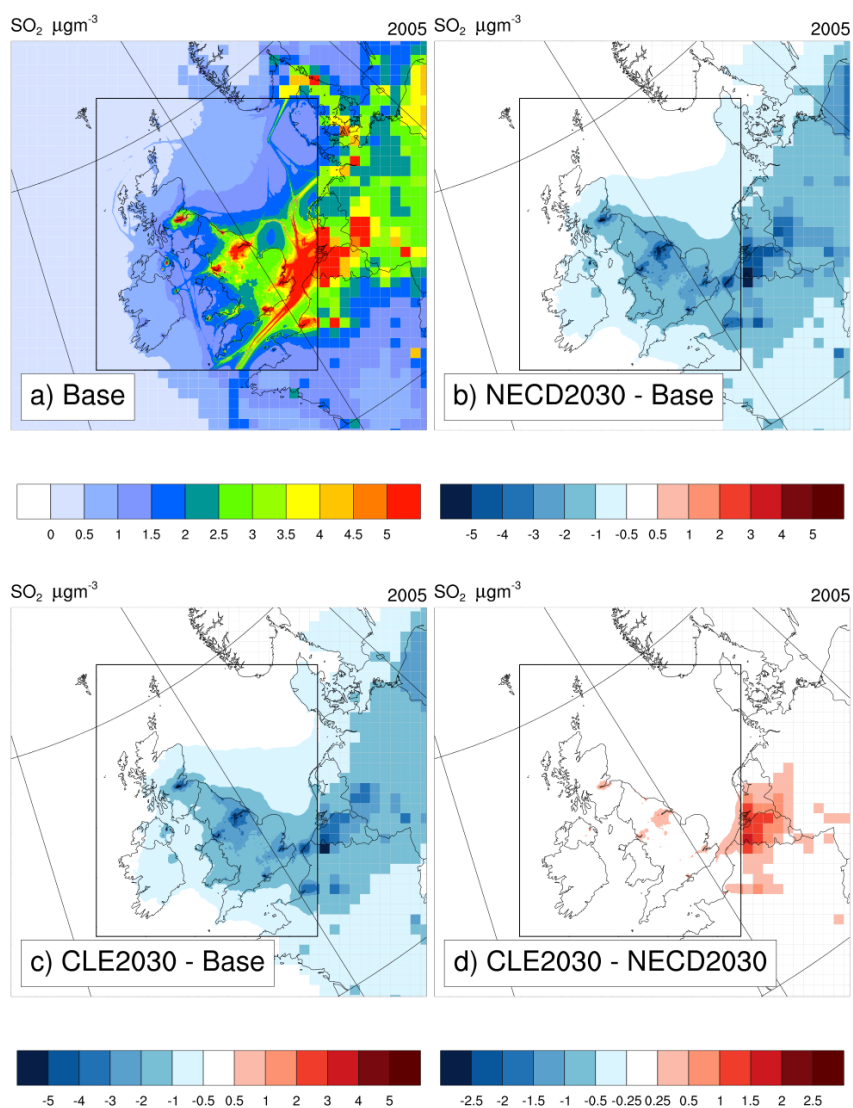 SO₂ µgm⁻³ 2005
a) Base
0 0.5 1 1.5 2 2.5 3 3.5 4 4.5 5
SO₂ µgm⁻³ 2005
b) NECD2030 - Base
-5 -4 -3 -2 -1 -0.5 0.5 1 2 3 4 5
SO₂ µgm⁻³ 2005
c) CLE2030 - Base
-5 -4 -3 -2 -1 -0.5 0.5 1 2 3 4 5
SO₂ µgm⁻³ 2005
d) CLE2030 - NECD2030
-2.5 -2 -1.5 -1 -0.5 -0.25 0.25 0.5 1 1.5 2 2.5